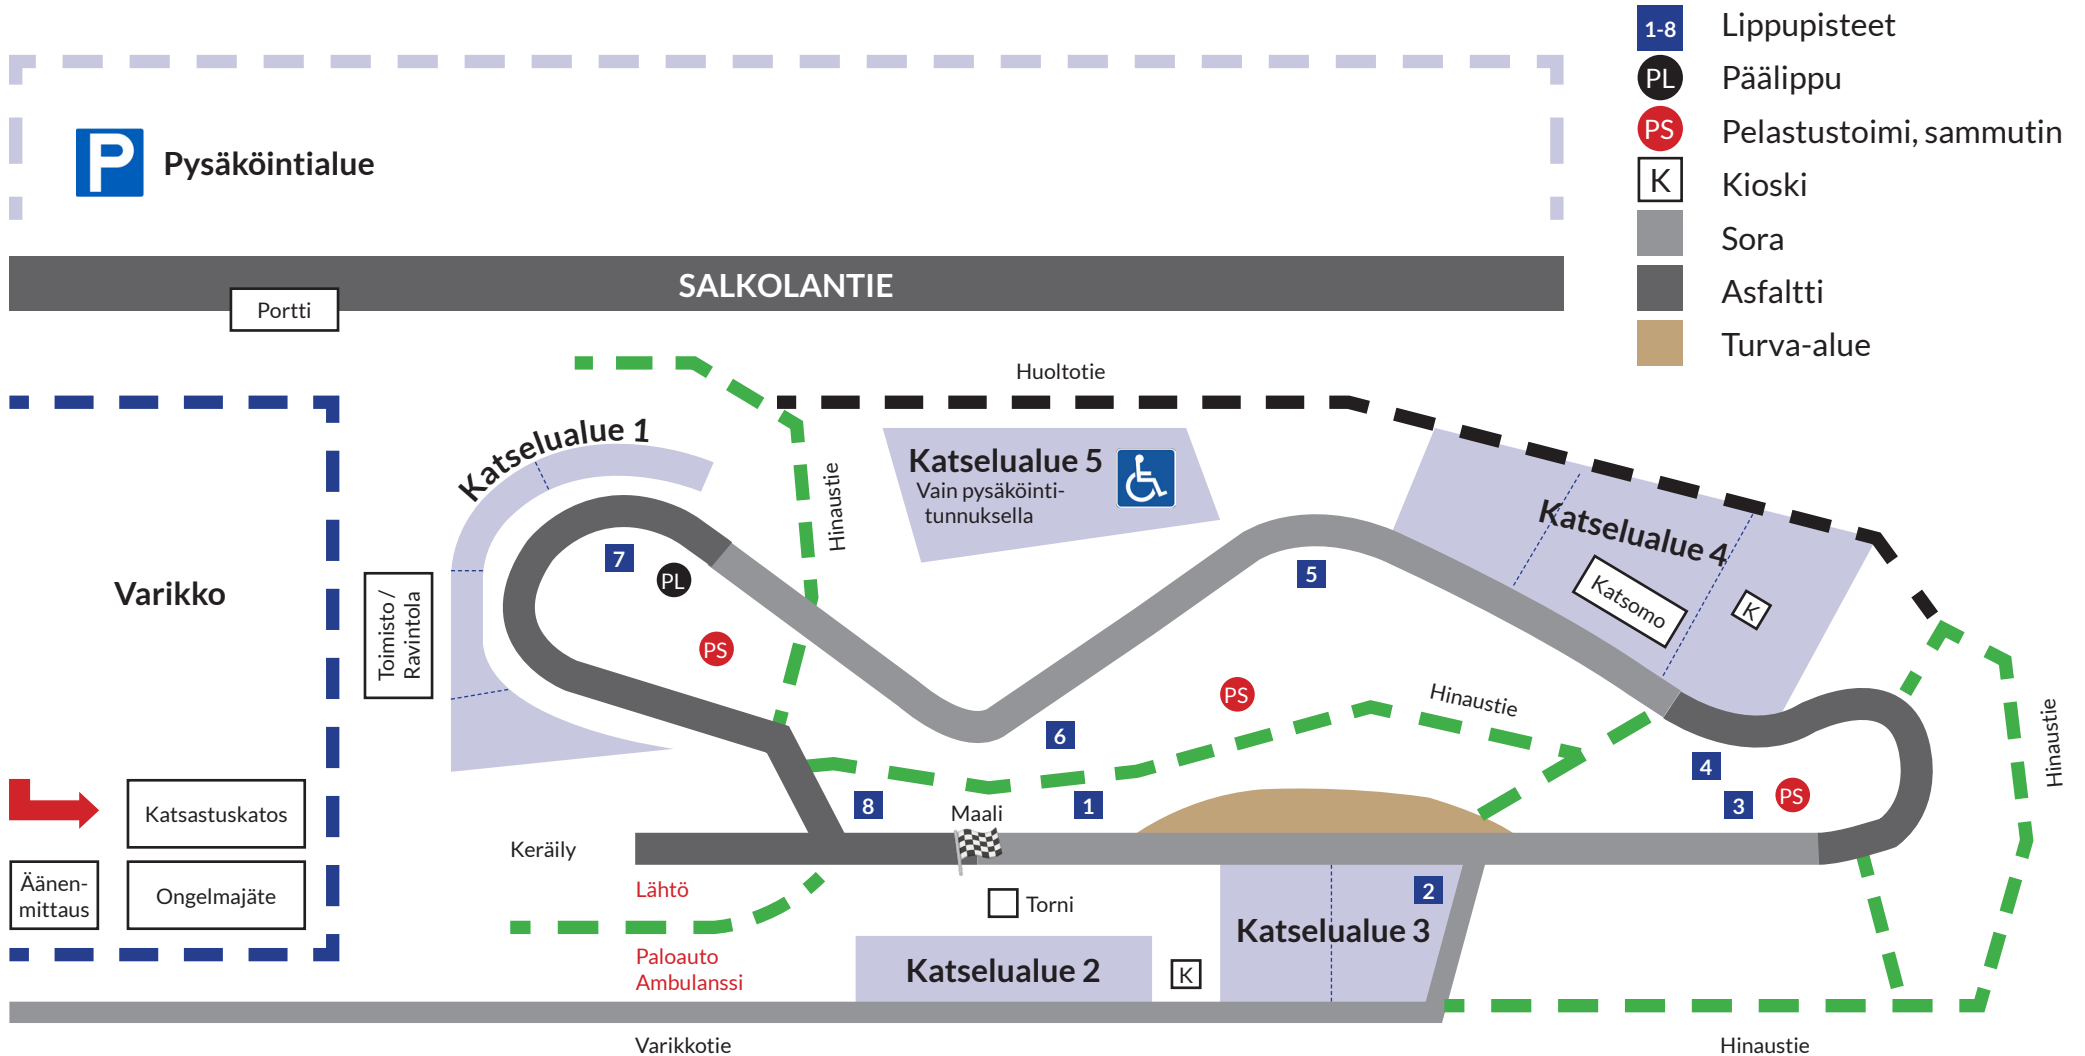 1-8 Lippupisteet
PL Päälippu
PS Pelastustoimi, sammutin
K Kioski
Sora
Asfaltti
Turva-alue
P Pysäköintialue
SALKOLANTIE
Portti
Huoltotie
Katselualue 1
Hinaustie
Katselualue 5
Vain pysäköinti-
tunnuksella
Katselualue 4
Katsomo
K
7
PL
5
Varikko
Toimisto /
Ravintola
PS
PS
Hinaustie
Hinaustie
6
4
3
PS
8
1
Maali
Katsastuskatos
Keräily
Äänen-
mittaus
Ongelmajäte
Lähtö
Torni
2
Katselualue 3
Paloauto
Ambulanssi
Katselualue 2
K
Varikkotie
Hinaustie